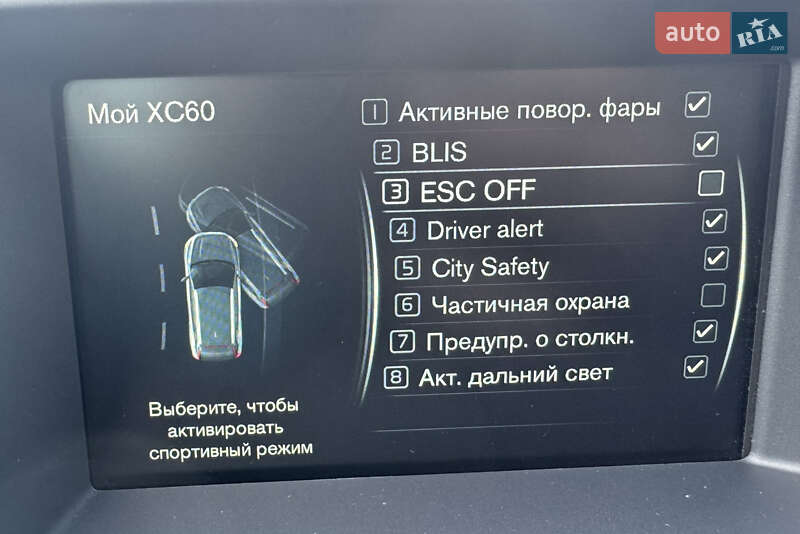 auto RIA.com
Мой XC60
1 Активные повор. фары
2 BLIS
3 ESC OFF
4 Driver alert
5 City Safety
6 Частичная охрана
7 Предупр. о столкн.
8 Акт. дальний свет
Выберите, чтобы
активировать
спортивный режим